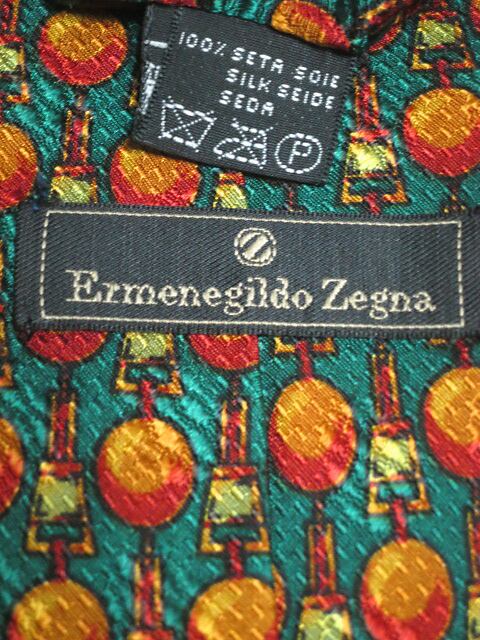 100% SETA SOIE
SILK SEIDE
SEDA
P
Z
Ermenegildo Zegna